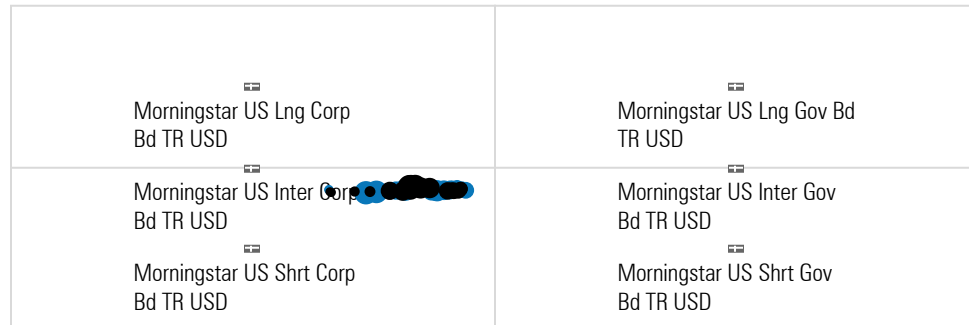 Morningstar US Lng Corp
Bd TR USD
Morningstar US Lng Gov Bd
TR USD
Morningstar US Inter Corp
Bd TR USD
Morningstar US Inter Gov
Bd TR USD
Morningstar US Shrt Corp
Bd TR USD
Morningstar US Shrt Gov
Bd TR USD